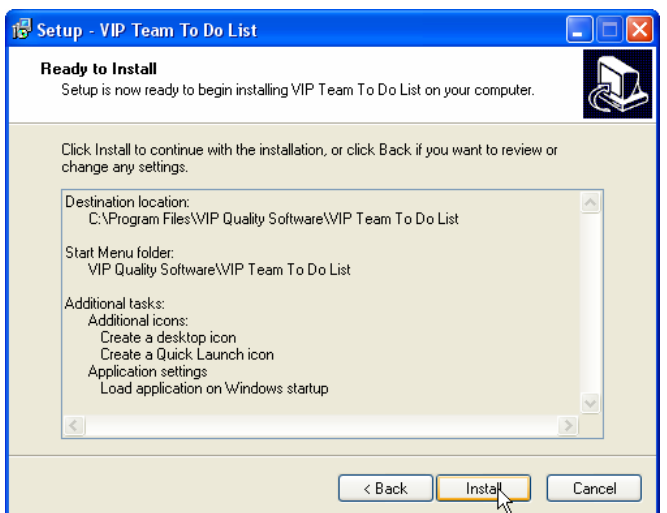 Setup - VIP Team To Do List
Ready to Install
Setup is now ready to begin installing VIP Team To Do List on your computer.
Click Install to continue with the installation, or click Back if you want to review or
change any settings.
Destination location:
C:\Program Files\VIP Quality Software\VIP Team To Do List
Start Menu folder:
VIP Quality Software\VIP Team To Do List
Additional tasks:
Additional icons:
Create a desktop icon
Create a Quick Launch icon
Application settings
Load application on Windows startup
< Back
Install
Cancel